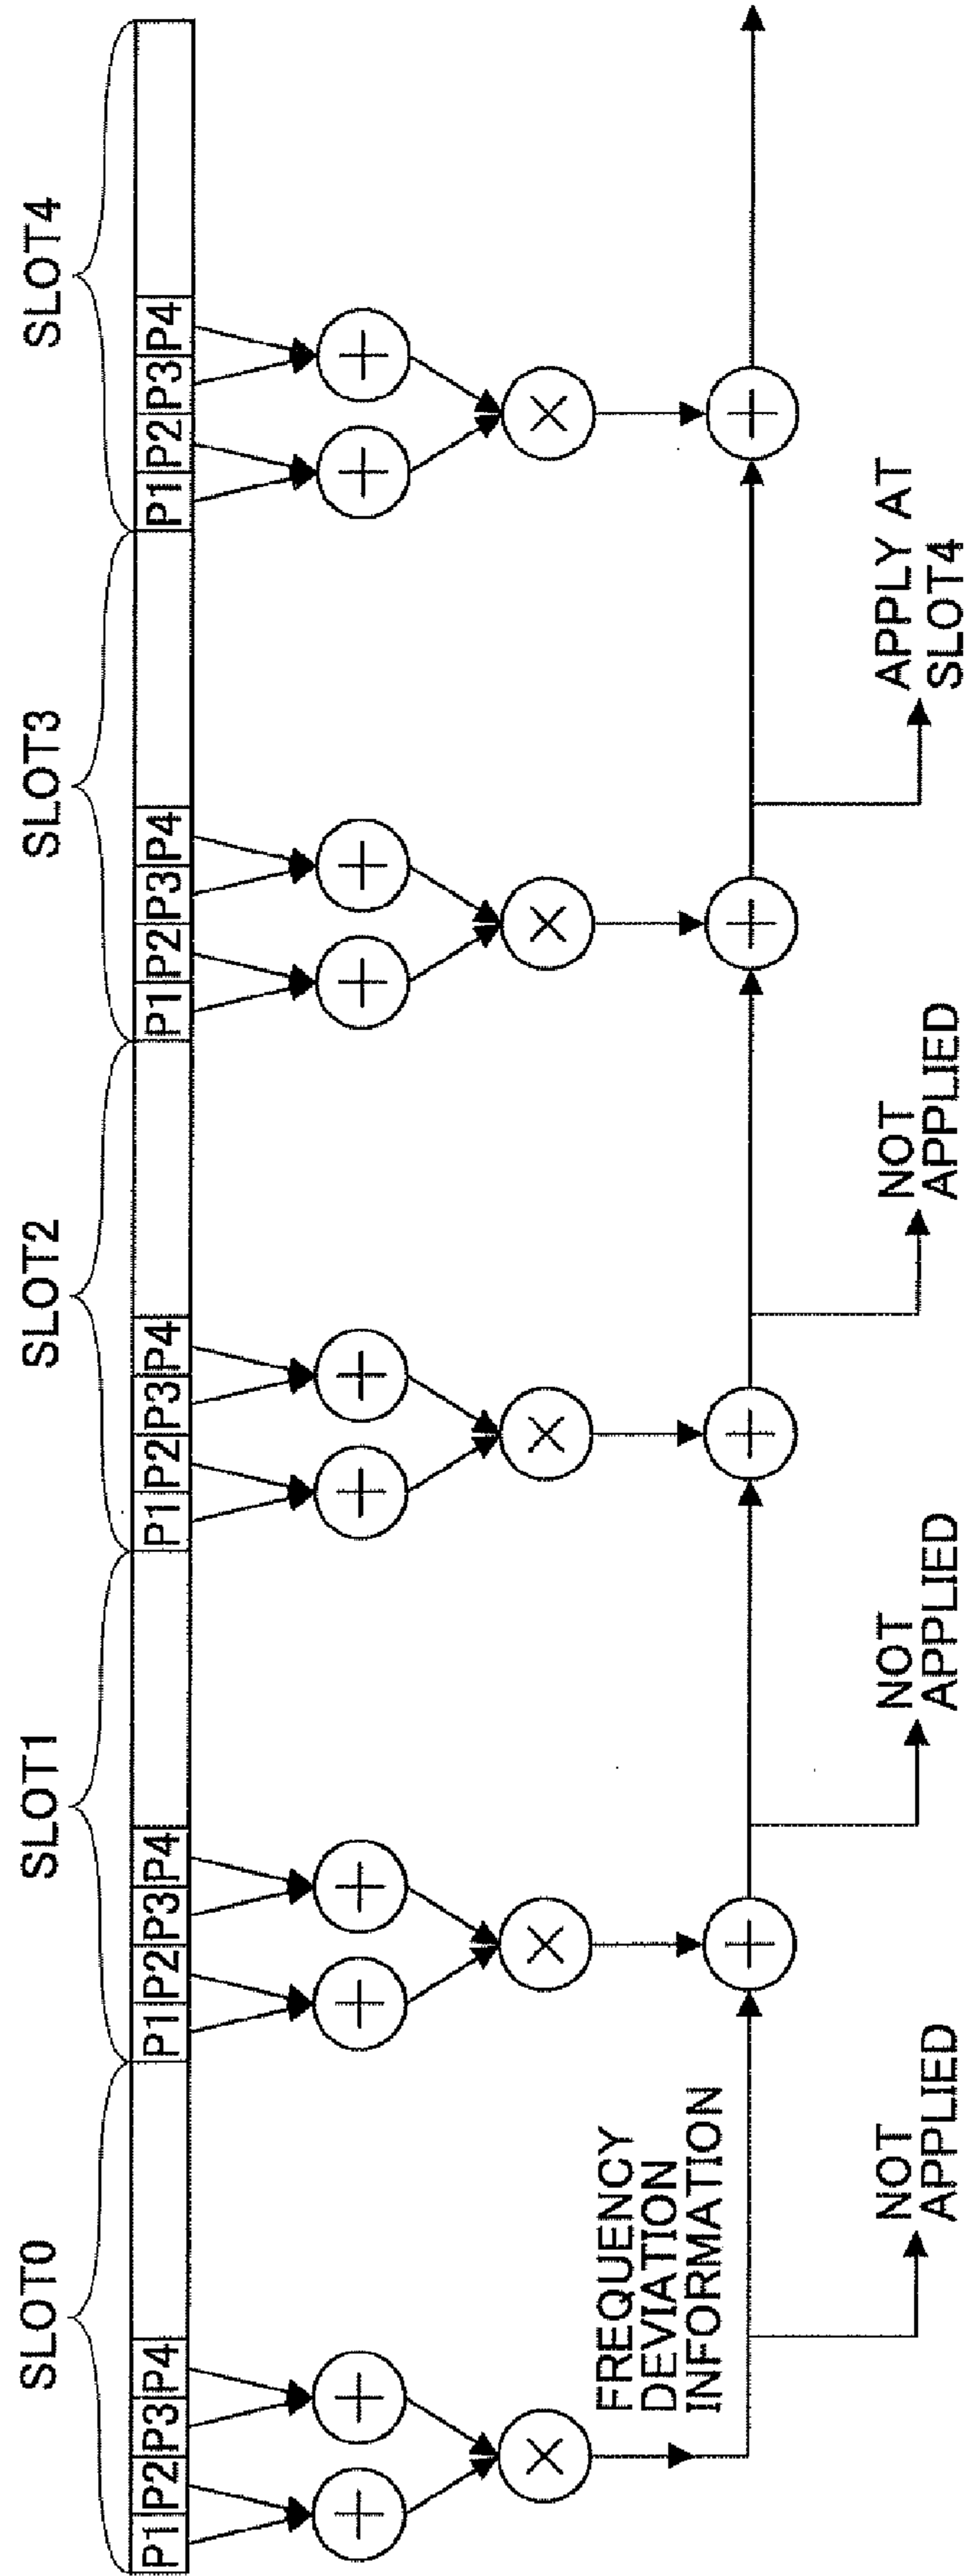 SLOT0
SLOT1
SLOT2
SLOT3
SLOT4
P1 P2 P3 P4
P1 P2 P3 P4
P1 P2 P3 P4
P1 P2 P3 P4
P1 P2 P3 P4
FREQUENCY
DEVIATION
INFORMATION
NOT
APPLIED
NOT
APPLIED
NOT
APPLIED
APPLY AT
SLOT4